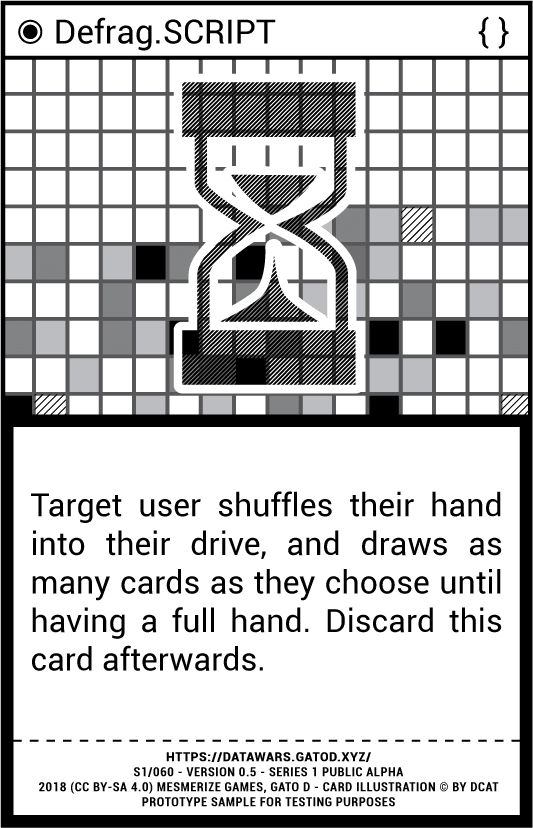 Defrag.SCRIPT { }
Target user shuffles their hand
into their drive, and draws as
many cards as they choose until
having a full hand. Discard this
card afterwards.
HTTPS://DATAWARS.GATOD.XYZ/
S1/060 - VERSION 0.5 - SERIES 1 PUBLIC ALPHA
2018 (CC BY-SA 4.0) MESMERIZE GAMES, GATO D - CARD ILLUSTRATION © BY DCAT
PROTOTYPE SAMPLE FOR TESTING PURPOSES